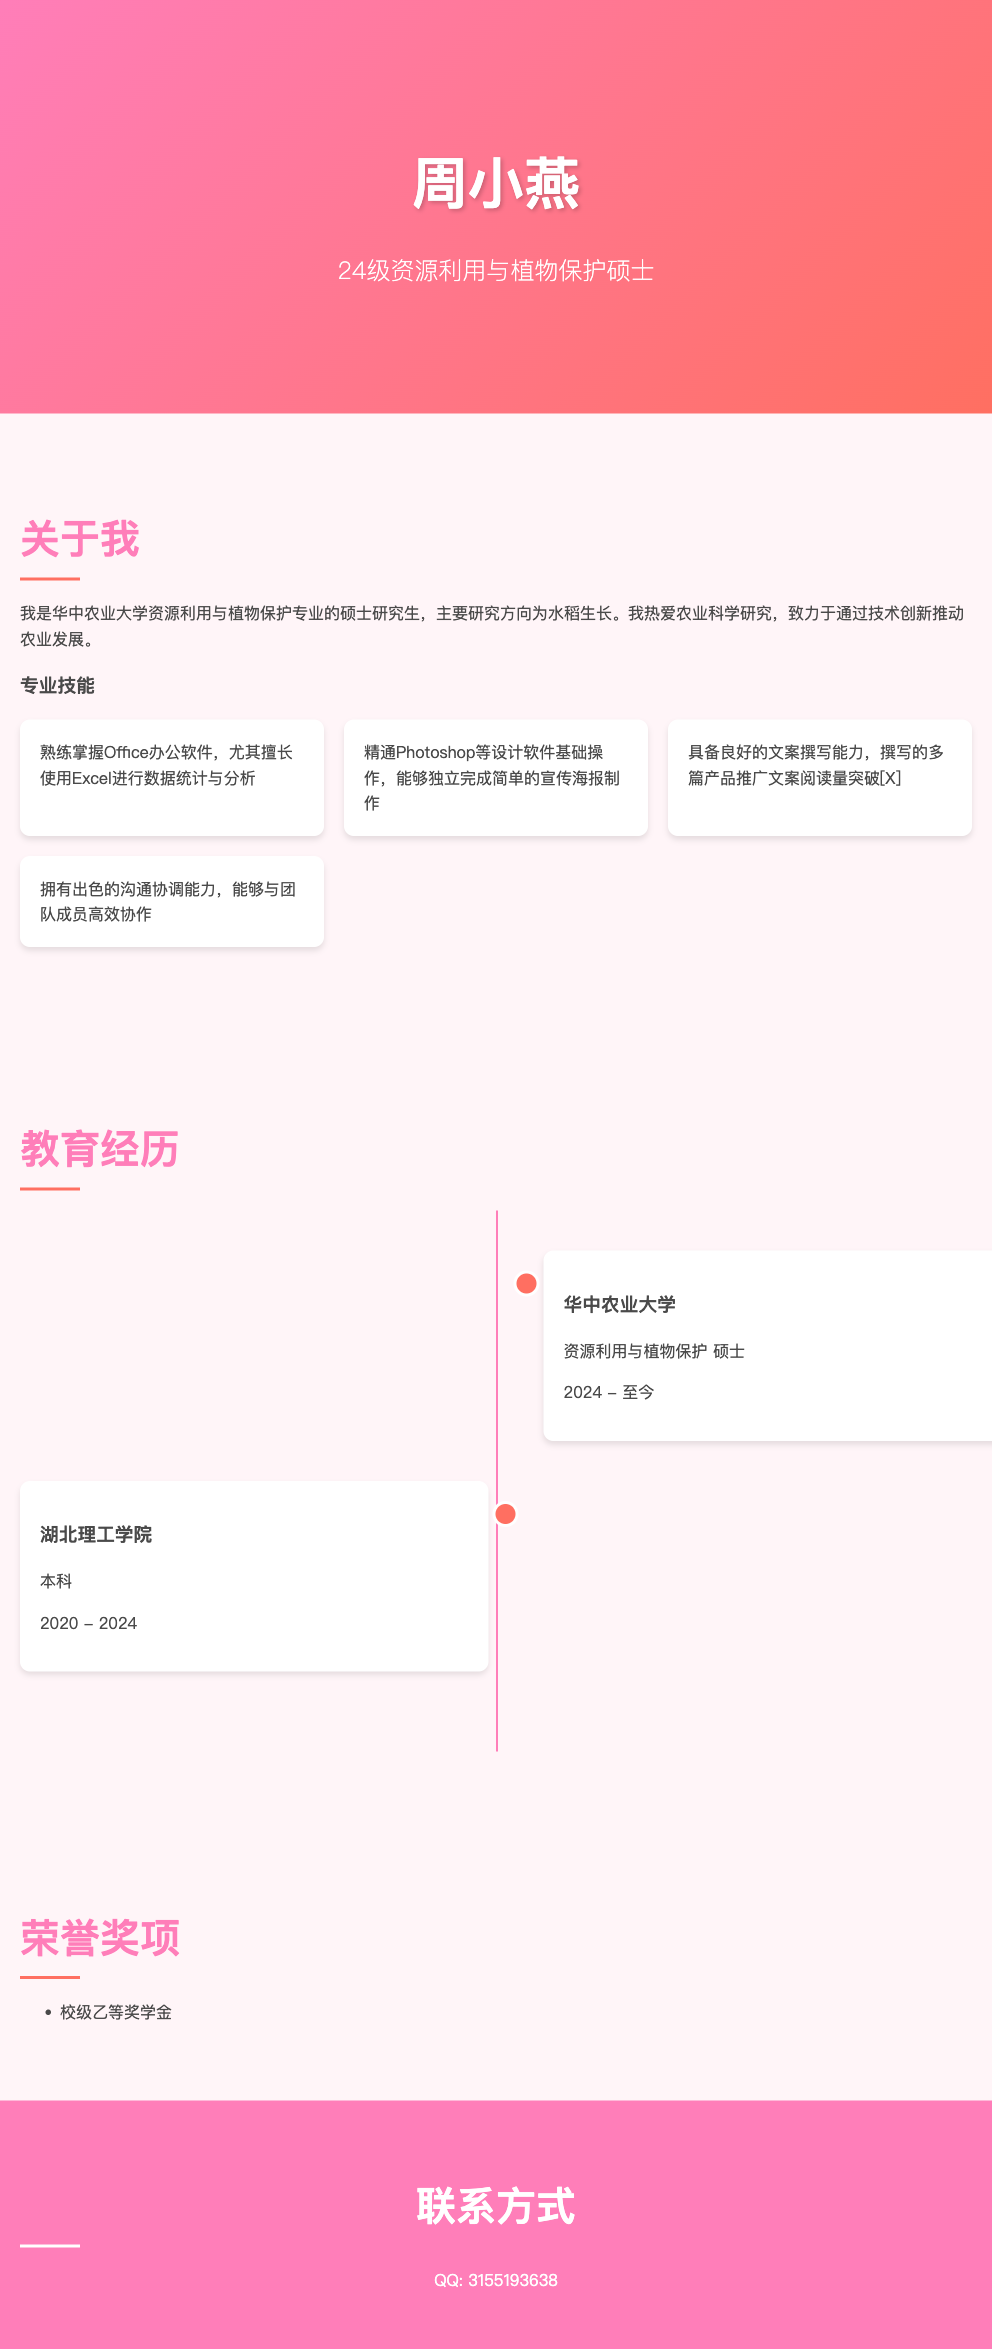 周小燕
24级资源利用与植物保护硕士
关于我
我是华中农业大学资源利用与植物保护专业的硕士研究生，主要研究方向为水稻生长。我热爱农业科学研究，致力于通过技术创新推动
农业发展。
专业技能
熟练掌握Office办公软件，尤其擅长
使用Excel进行数据统计与分析
精通Photoshop等设计软件基础操
作，能够独立完成简单的宣传海报制
作
具备良好的文案撰写能力，撰写的多
篇产品推广文案阅读量突破[X]
拥有出色的沟通协调能力，能够与团
队成员高效协作
教育经历
华中农业大学
资源利用与植物保护 硕士
2024 - 至今
湖北理工学院
本科
2020 - 2024
荣誉奖项
• 校级乙等奖学金
联系方式
QQ: 3155193638